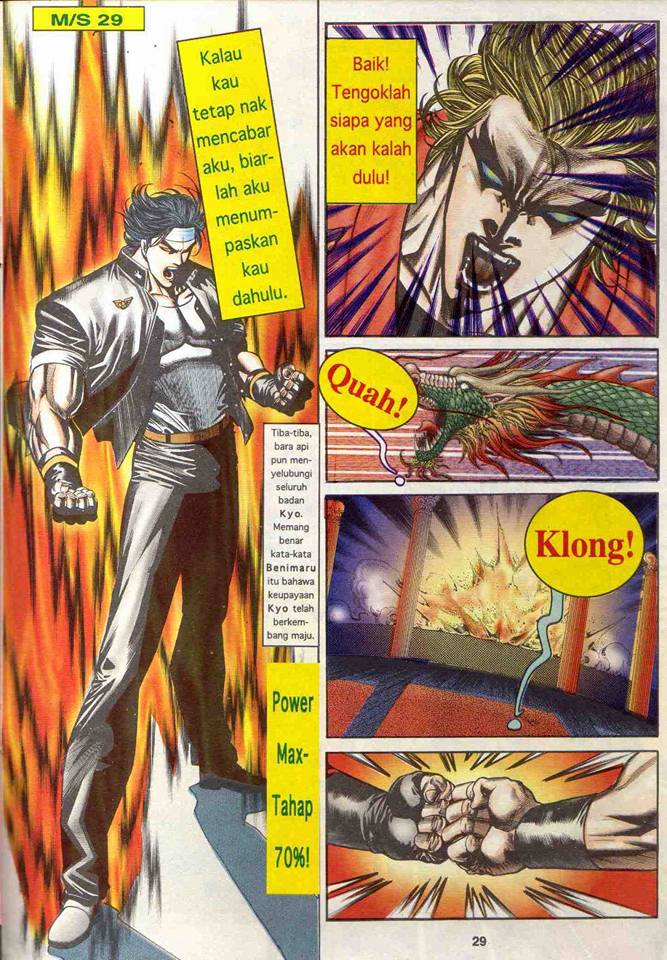 M/S 29
Kalau
kau
tetap nak
mencabar
aku, biar-
lah aku
menum-
paskan
kau
dahulu.
Tiba-tiba,
bara api
pun men-
yelubungi
seluruh
badan
Kyo.
Memang
benar
kata-kata
Benimaru
itu bahawa
keupayaan
Kyo telah
berkem-
bang maju.
Power
Max-
Tahap
70%!
Baik!
Tengoklah
siapa yang
akan kalah
dulu!
Quah!
Klong!
29